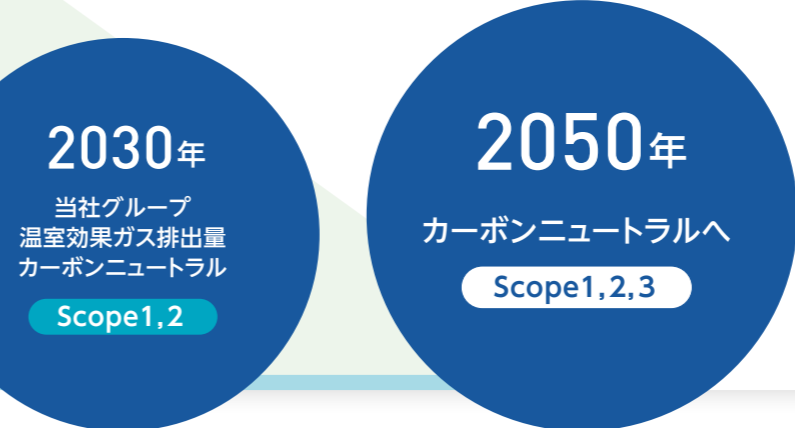 2030年
当社グループ
温室効果ガス排出量
カーボンニュートラル
Scope1,2
2050年
カーボンニュートラルへ
Scope1,2,3